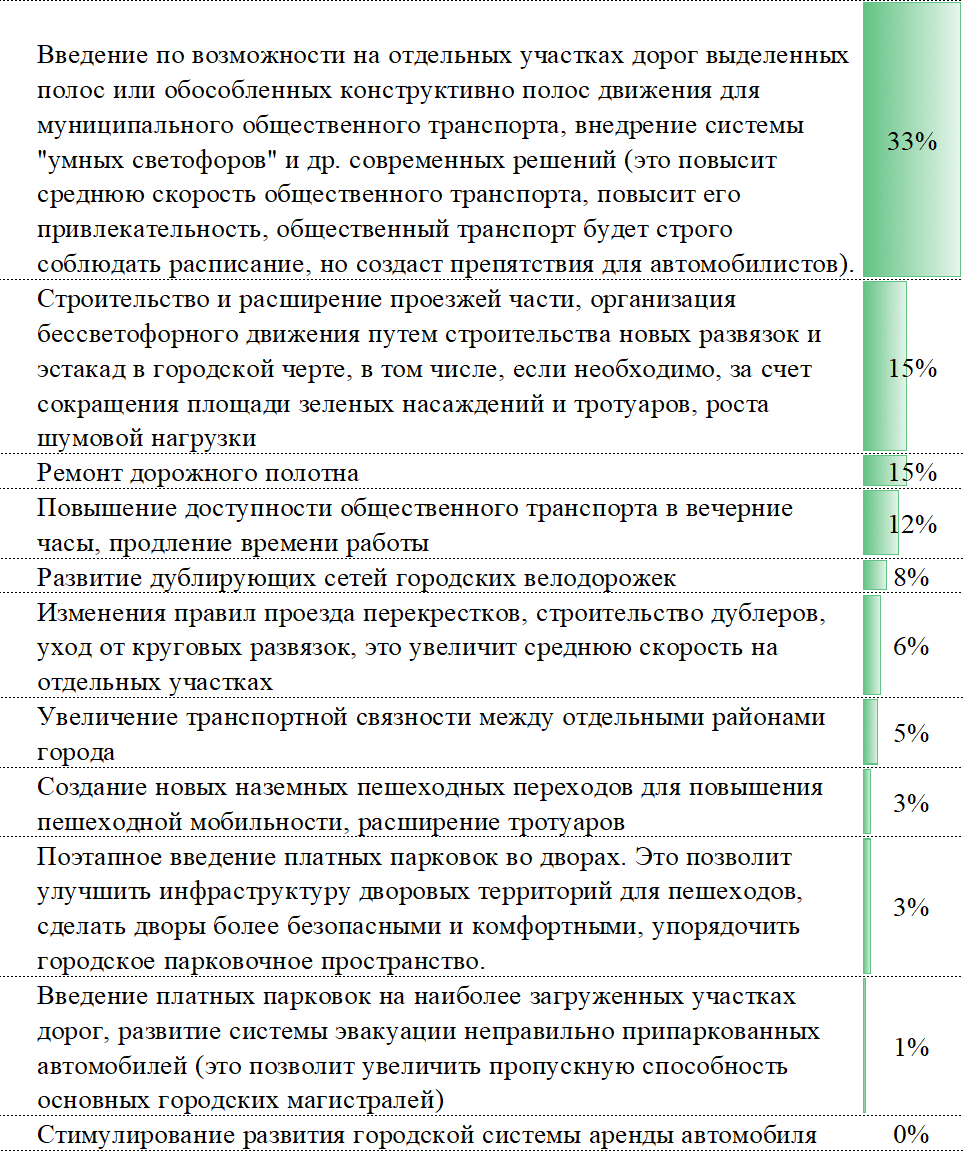 Введение по возможности на отдельных участках дорог выделенных
полос или обособленных конструктивно полос движения для
муниципального общественного транспорта, внедрение системы
"умных светофоров" и др. современных решений (это повысит
среднюю скорость общественного транспорта, повысит его
привлекательность, общественный транспорт будет строго
соблюдать расписание, но создаст препятствия для автомобилистов).
33%
Строительство и расширение проезжей части, организация
бессветофорного движения путем строительства новых развязок и
эстакад в городской черте, в том числе, если необходимо, за счет
сокращения площади зеленых насаждений и тротуаров, роста
шумовой нагрузки
15%
Ремонт дорожного полотна
15%
Повышение доступности общественного транспорта в вечерние
часы, продление времени работы
12%
Развитие дублирующих сетей городских велодорожек
8%
Изменения правил проезда перекрестков, строительство дублеров,
уход от круговых развязок, это увеличит среднюю скорость на
отдельных участках
6%
Увеличение транспортной связности между отдельными районами
города
5%
Создание новых наземных пешеходных переходов для повышения
пешеходной мобильности, расширение тротуаров
3%
Поэтапное введение платных парковок во дворах. Это позволит
улучшить инфраструктуру дворовых территорий для пешеходов,
сделать дворы более безопасными и комфортными, упорядочить
городское парковочное пространство.
3%
Введение платных парковок на наиболее загруженных участках
дорог, развитие системы эвакуации неправильно припаркованных
автомобилей (это позволит увеличить пропускную способность
основных городских магистралей)
1%
Стимулирование развития городской системы аренды автомобиля
0%